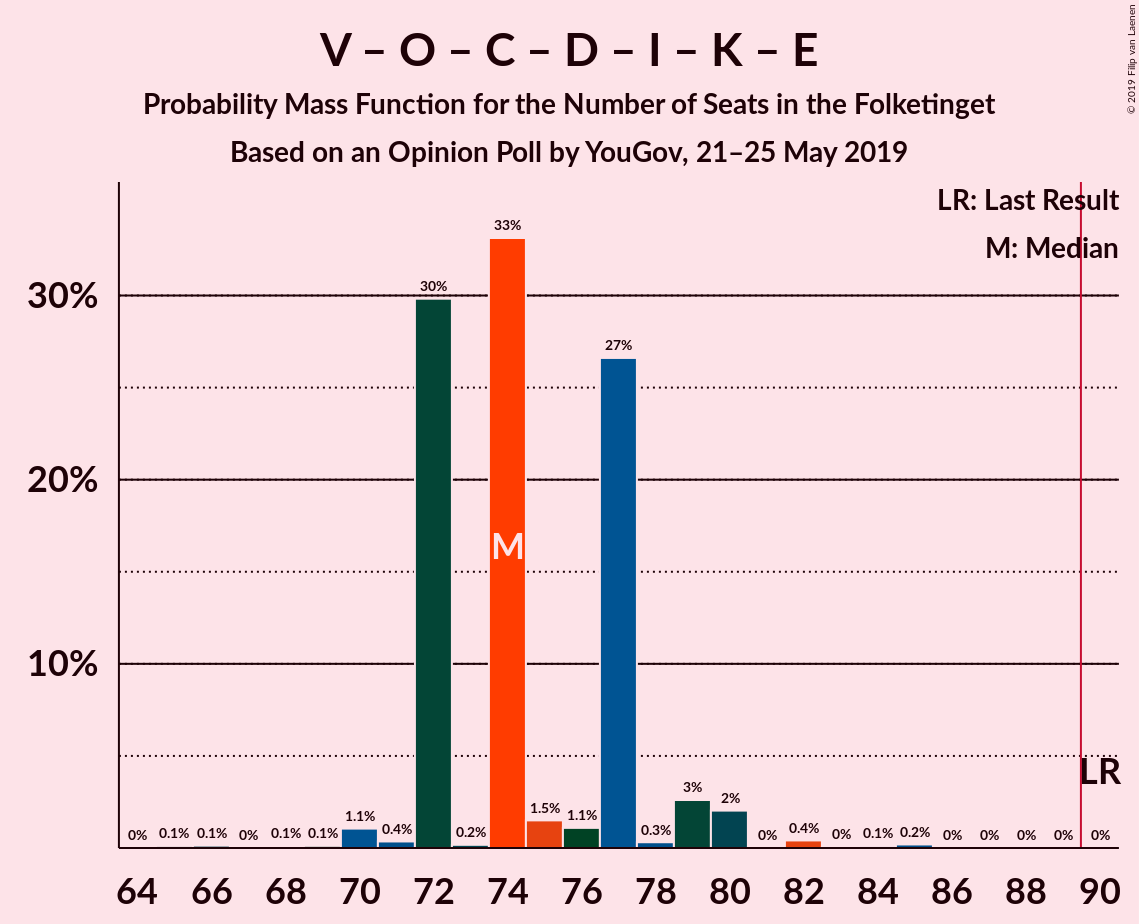 V – O – C – D – I – K – E
Probability Mass Function for the Number of Seats in the Folketinget
Based on an Opinion Poll by YouGov, 21–25 May 2019
© 2019 Filip van Laenen
LR: Last Result
M: Median
30%
20%
10%
0% 0.1% 0.1% 0% 0.1% 0.1% 1.1% 0.4% 30% 0.2% 33% 1.5% 1.1% 27% 0.3% 3% 2% 0% 0.4% 0% 0.1% 0.2% 0% 0% 0% 0% 0%
M
LR
64 66 68 70 72 74 76 78 80 82 84 86 88 90